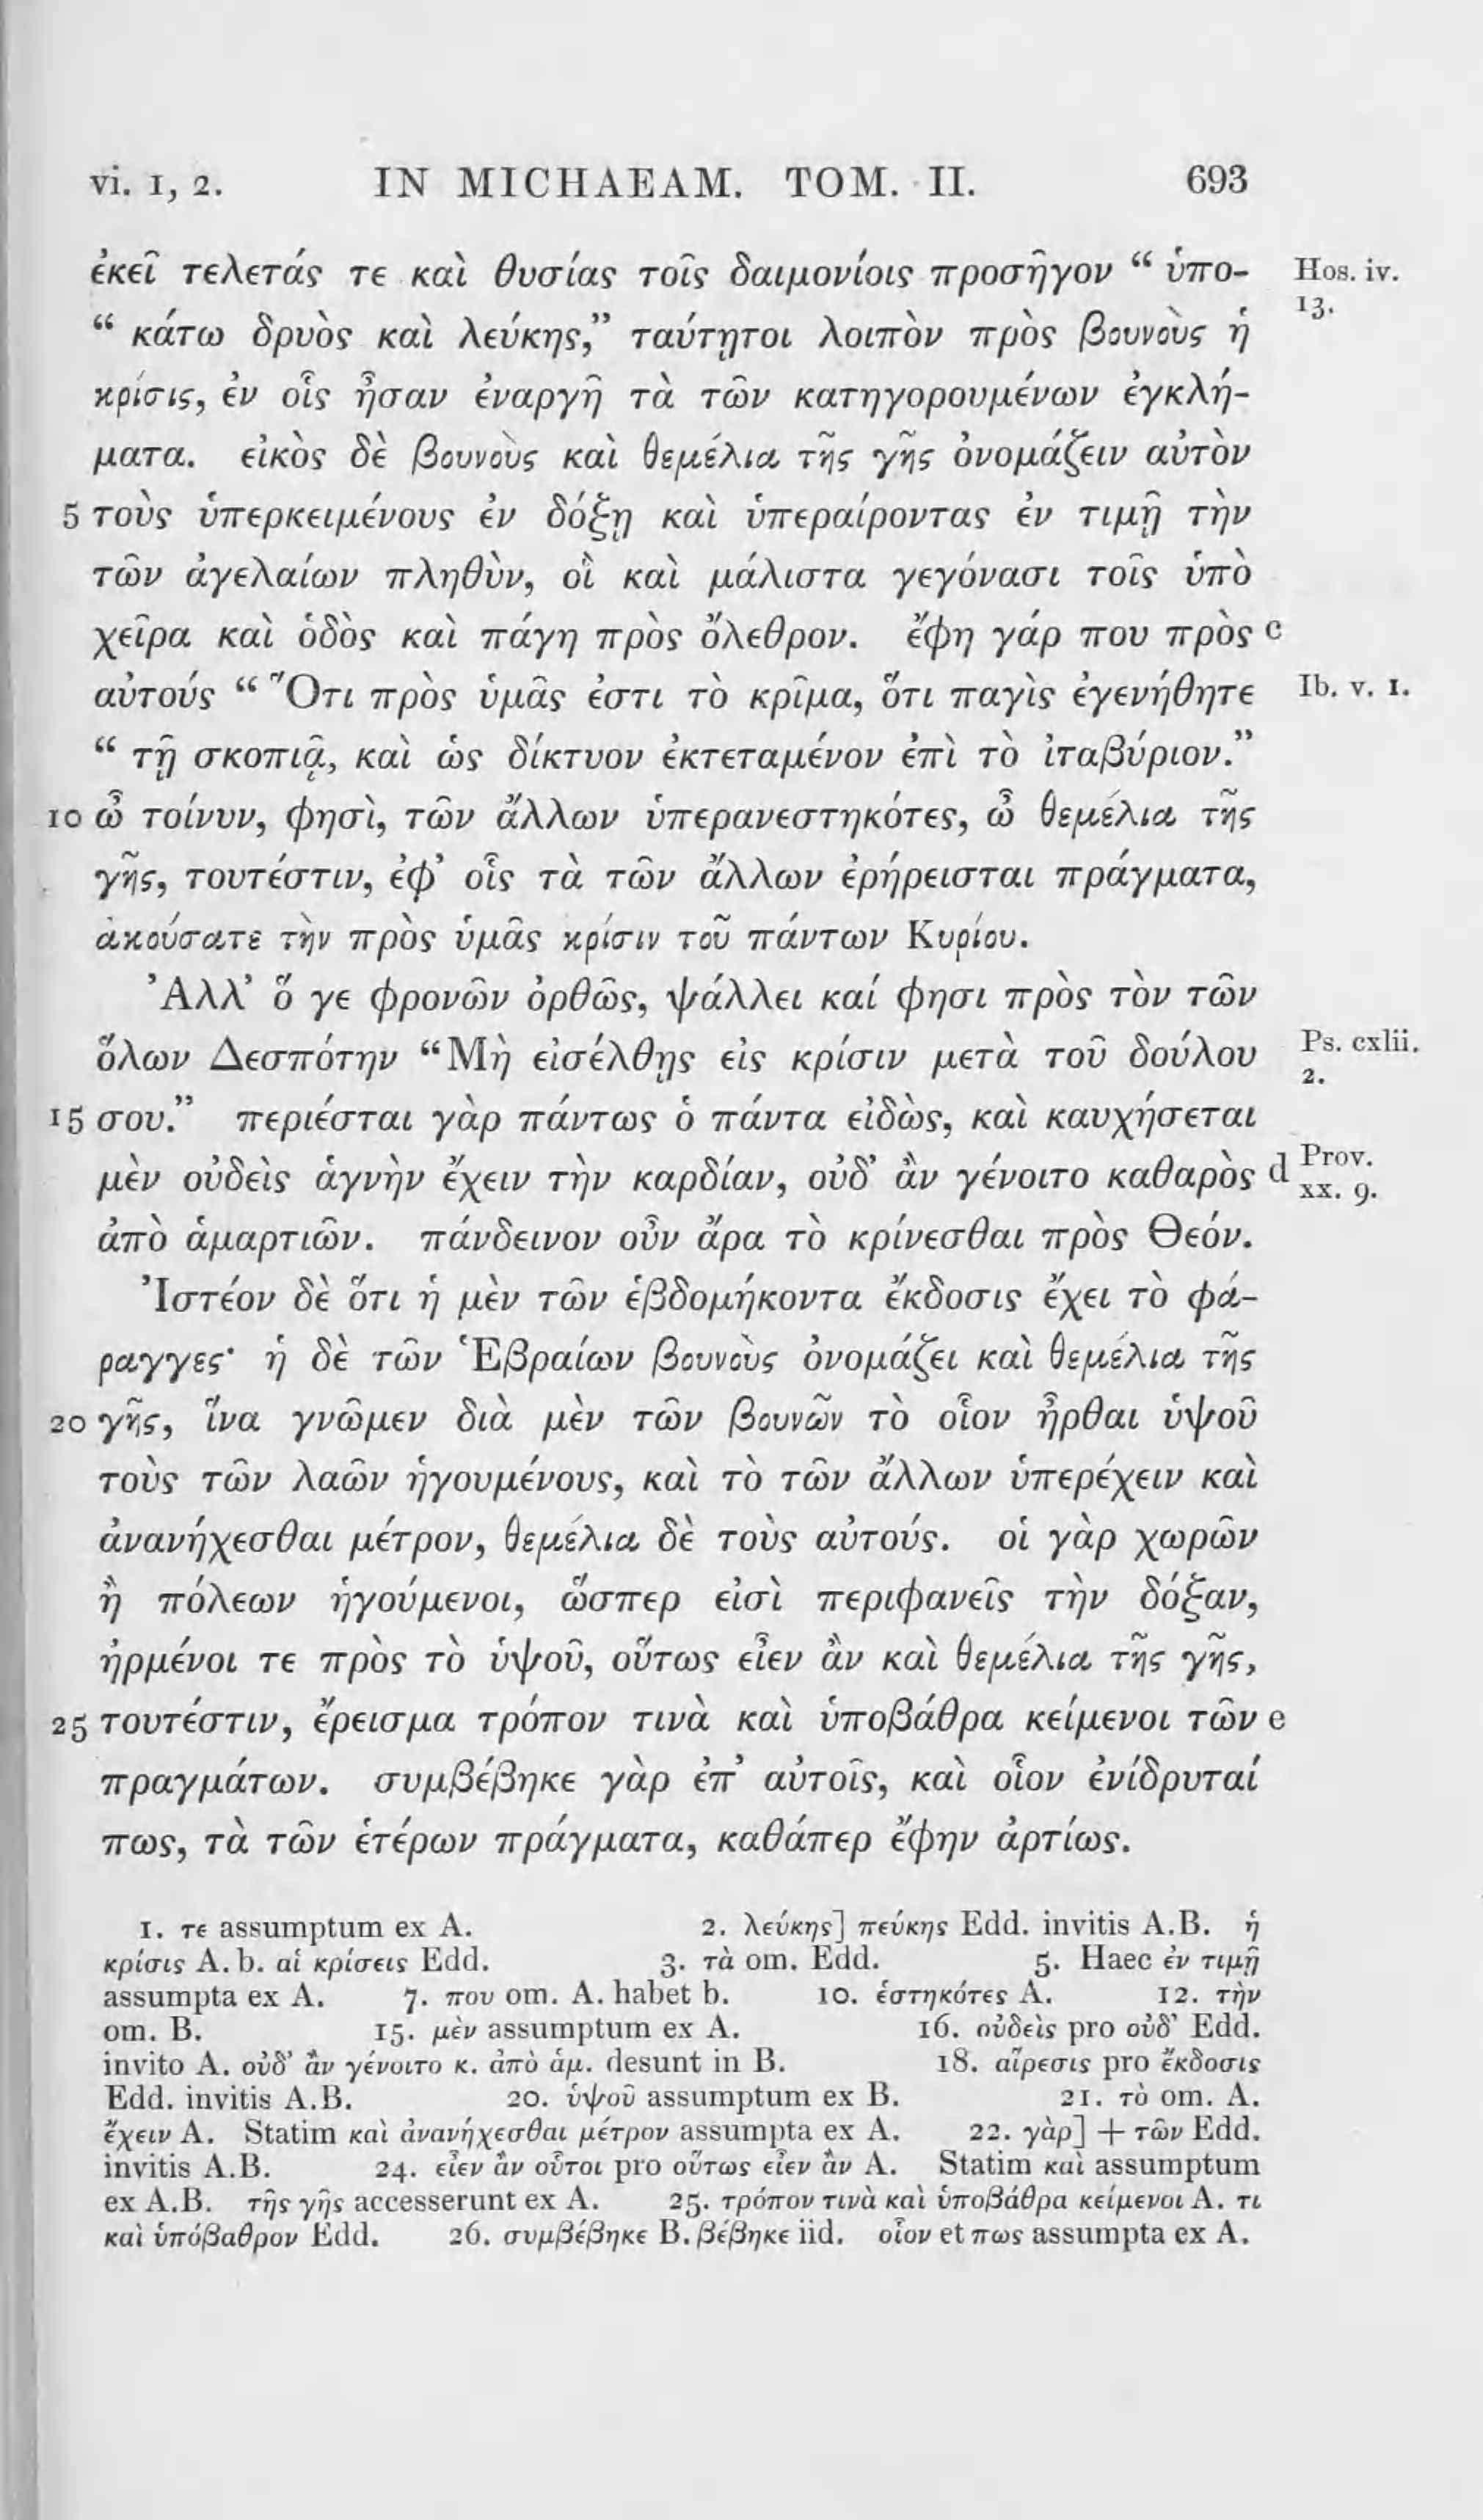 vi. 1, 2. IN MICHAEAM. TOM. II. 693
ἐκεῖ τελετάς τε καὶ θυσίας τοῖς δαιμονίοις προσῆγον “ ὑπο- Hos. iv.
“ κάτω δρυὸς καὶ λεύκης,” ταύτῃτοι λοιπὸν πρὸς βουνοὺς ἡ 13.
κρίσις, ἐν οἷς ἦσαν ἐναργῆ τὰ τῶν κατηγορουμένων ἐγκλή-
ματα. εἰκὸς δὲ βουνοὺς καὶ θεμέλια τῆς γῆς ὀνομάζειν αὐτὸν
5 τοὺς ὑπερκειμένους ἐν δόξῃ καὶ ὑπεραίροντας ἐν τιμῇ τὴν
τῶν ἀγελαίων πληθὺν, οἳ καὶ μάλιστα γεγόνασι τοῖς ὑπὸ
χεῖρα καὶ ὁδὸς καὶ πάγη πρὸς ὄλεθρον. ἔφη γάρ που πρὸς c
αὐτούς “ Ὅτι πρὸς ὑμᾶς ἐστι τὸ κρῖμα, ὅτι παγὶς ἐγενήθητε Ib. v. 1.
“ τῇ σκοπιᾷ, καὶ ὡς δίκτυον ἐκτεταμένον ἐπὶ τὸ ἰταβύριον.”
10 ὦ τοίνυν, φησὶ, τῶν ἄλλων ὑπερανεστηκότες, ὦ θεμέλια τῆς
γῆς, τουτέστιν, ἐφ’ οἷς τὰ τῶν ἄλλων ἐρήρεισται πράγματα,
ἀκούσατε τὴν πρὸς ὑμᾶς κρίσιν τοῦ πάντων Κυρίου.
Ἀλλ’ ὅ γε φρονῶν ὀρθῶς, ψάλλει καί φησι πρὸς τὸν τῶν
ὅλων Δεσπότην “Μὴ εἰσέλθῃς εἰς κρίσιν μετὰ τοῦ δούλου Ps. cxlii.
2.
15 σου.” περιέσται γὰρ πάντως ὁ πάντα εἰδὼς, καὶ καυχήσεται
μὲν οὐδεὶς ἁγνὴν ἔχειν τὴν καρδίαν, οὐδ’ ἂν γένοιτο καθαρὸς d Prov.
xx. 9.
ἀπὸ ἁμαρτιῶν. πάνδεινον οὖν ἄρα τὸ κρίνεσθαι πρὸς Θεόν.
Ἰστέον δὲ ὅτι ἡ μὲν τῶν ἑβδομήκοντα ἔκδοσις ἔχει τὸ φά-
ραγγες· ἡ δὲ τῶν Ἑβραίων βουνοὺς ὀνομάζει καὶ θεμέλια τῆς
20 γῆς, ἵνα γνῶμεν διὰ μὲν τῶν βουνῶν τὸ οἷον ἦρθαι ὑψοῦ
τοὺς τῶν λαῶν ἡγουμένους, καὶ τὸ τῶν ἄλλων ὑπερέχειν καὶ
ἀνανήχεσθαι μέτρον, θεμέλια δὲ τοὺς αὐτούς. οἱ γὰρ χωρῶν
ἢ πόλεων ἡγούμενοι, ὥσπερ εἰσὶ περιφανεῖς τὴν δόξαν,
ἠρμένοι τε πρὸς τὸ ὑψοῦ, οὕτως εἶεν ἂν καὶ θεμέλια τῆς γῆς,
25 τουτέστιν, ἔρεισμα τρόπον τινὰ καὶ ὑποβάθρα κείμενοι τῶν e
πραγμάτων. συμβέβηκε γὰρ ἐπ’ αὐτοῖς, καὶ οἷον ἐνίδρυταί
πως, τὰ τῶν ἑτέρων πράγματα, καθάπερ ἔφην ἀρτίως.
1. τε assumptum ex A. 2. λεύκης] πεύκης Edd. invitis A.B. ἡ
κρίσις A. b. αἱ κρίσεις Edd. 3. τὰ om. Edd. 5. Haec ἐν τιμῇ
assumpta ex A. 7. που om. A. habet b. 10. ἑστηκότες A. 12. τὴν
om. B. 15. μὲν assumptum ex A. 16. οὐδεὶς pro οὐδ’ Edd.
invito A. οὐδ’ ἂν γένοιτο κ. ἀπὸ ἁμ. desunt in B. 18. αἵρεσις pro ἔκδοσις
Edd. invitis A.B. 20. ὑψοῦ assumptum ex B. 21. τὸ om. A.
ἔχειν A. Statim καὶ ἀνανήχεσθαι μέτρον assumpta ex A. 22. γὰρ] + τῶν Edd.
invitis A.B. 24. εἶεν ἂν οὗτοι pro οὕτως εἶεν ἂν A. Statim καὶ assumptum
ex A.B. τῆς γῆς accesserunt ex A. 25. τρόπον τινὰ καὶ ὑποβάθρα κείμενοι A. τι
καὶ ὑπόβαθρον Edd. 26. συμβέβηκε B. βέβηκε iid. οἷον et πως assumpta ex A.